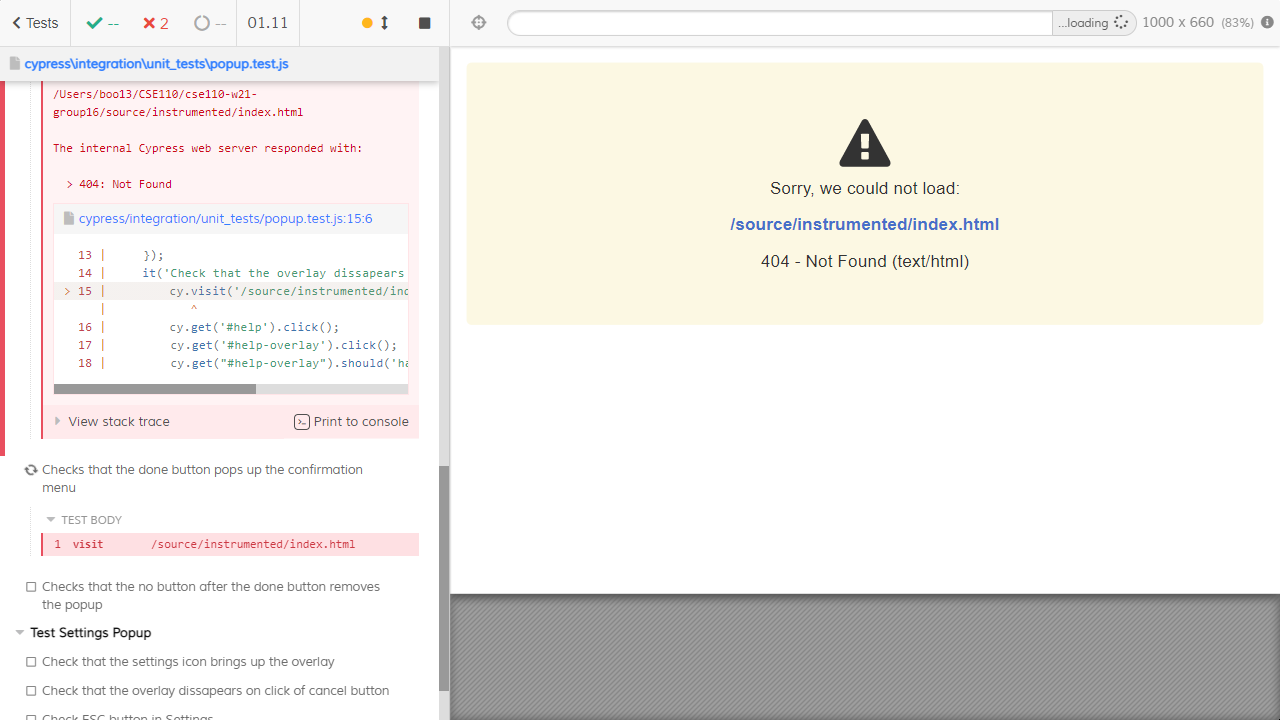 Tests
--
2
--
01.11
...loading
1000 x 660 (83%)
cypress\integration\unit_tests\popup.test.js
/Users/boo13/CSE110/cse110-w21-
group16/source/instrumented/index.html
The internal Cypress web server responded with:
> 404: Not Found
cypress/integration/unit_tests/popup.test.js:15:6
13 | });
14 | it('Check that the overlay dissapears
> 15 | cy.visit('/source/instrumented/ind
| ^
16 | cy.get('#help').click();
17 | cy.get('#help-overlay').click();
18 | cy.get("#help-overlay").should('ha
View stack trace
Print to console
Checks that the done button pops up the confirmation
menu
TEST BODY
1 visit /source/instrumented/index.html
Checks that the no button after the done button removes
the popup
Test Settings Popup
Check that the settings icon brings up the overlay
Check that the overlay dissapears on click of cancel button
Check ESC button in Settings
Sorry, we could not load:
/source/instrumented/index.html
404 - Not Found (text/html)